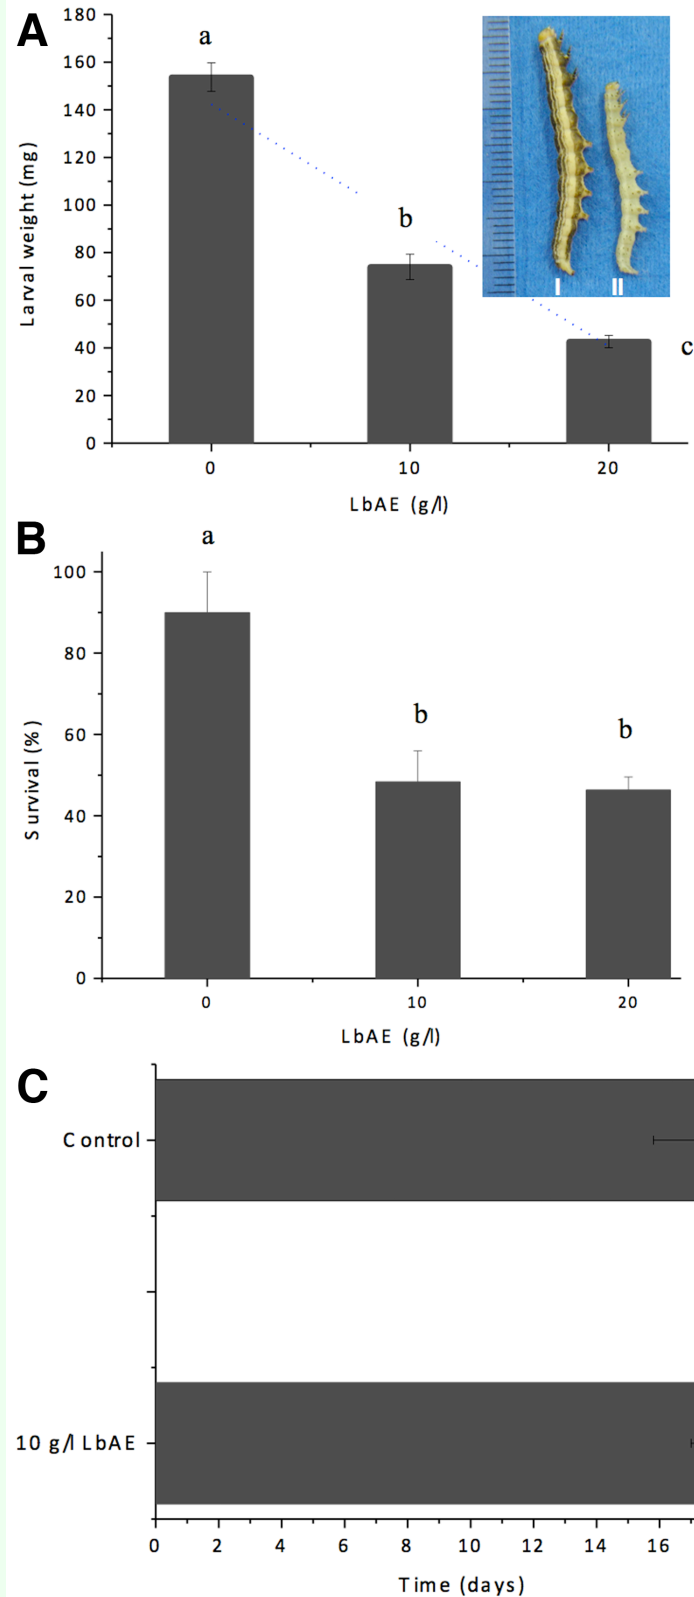 A
180
160
140
120
100
80
60
40
20
0
Larval weight (mg)
a
b
c
I II
0 10 20
LbAE (g/l)
B
100
80
60
40
20
0
Survival (%)
a
b
b
0 10 20
LbAE (g/l)
C
Control
10 g/l LbAE
0 2 4 6 8 10 12 14 16
Time (days)